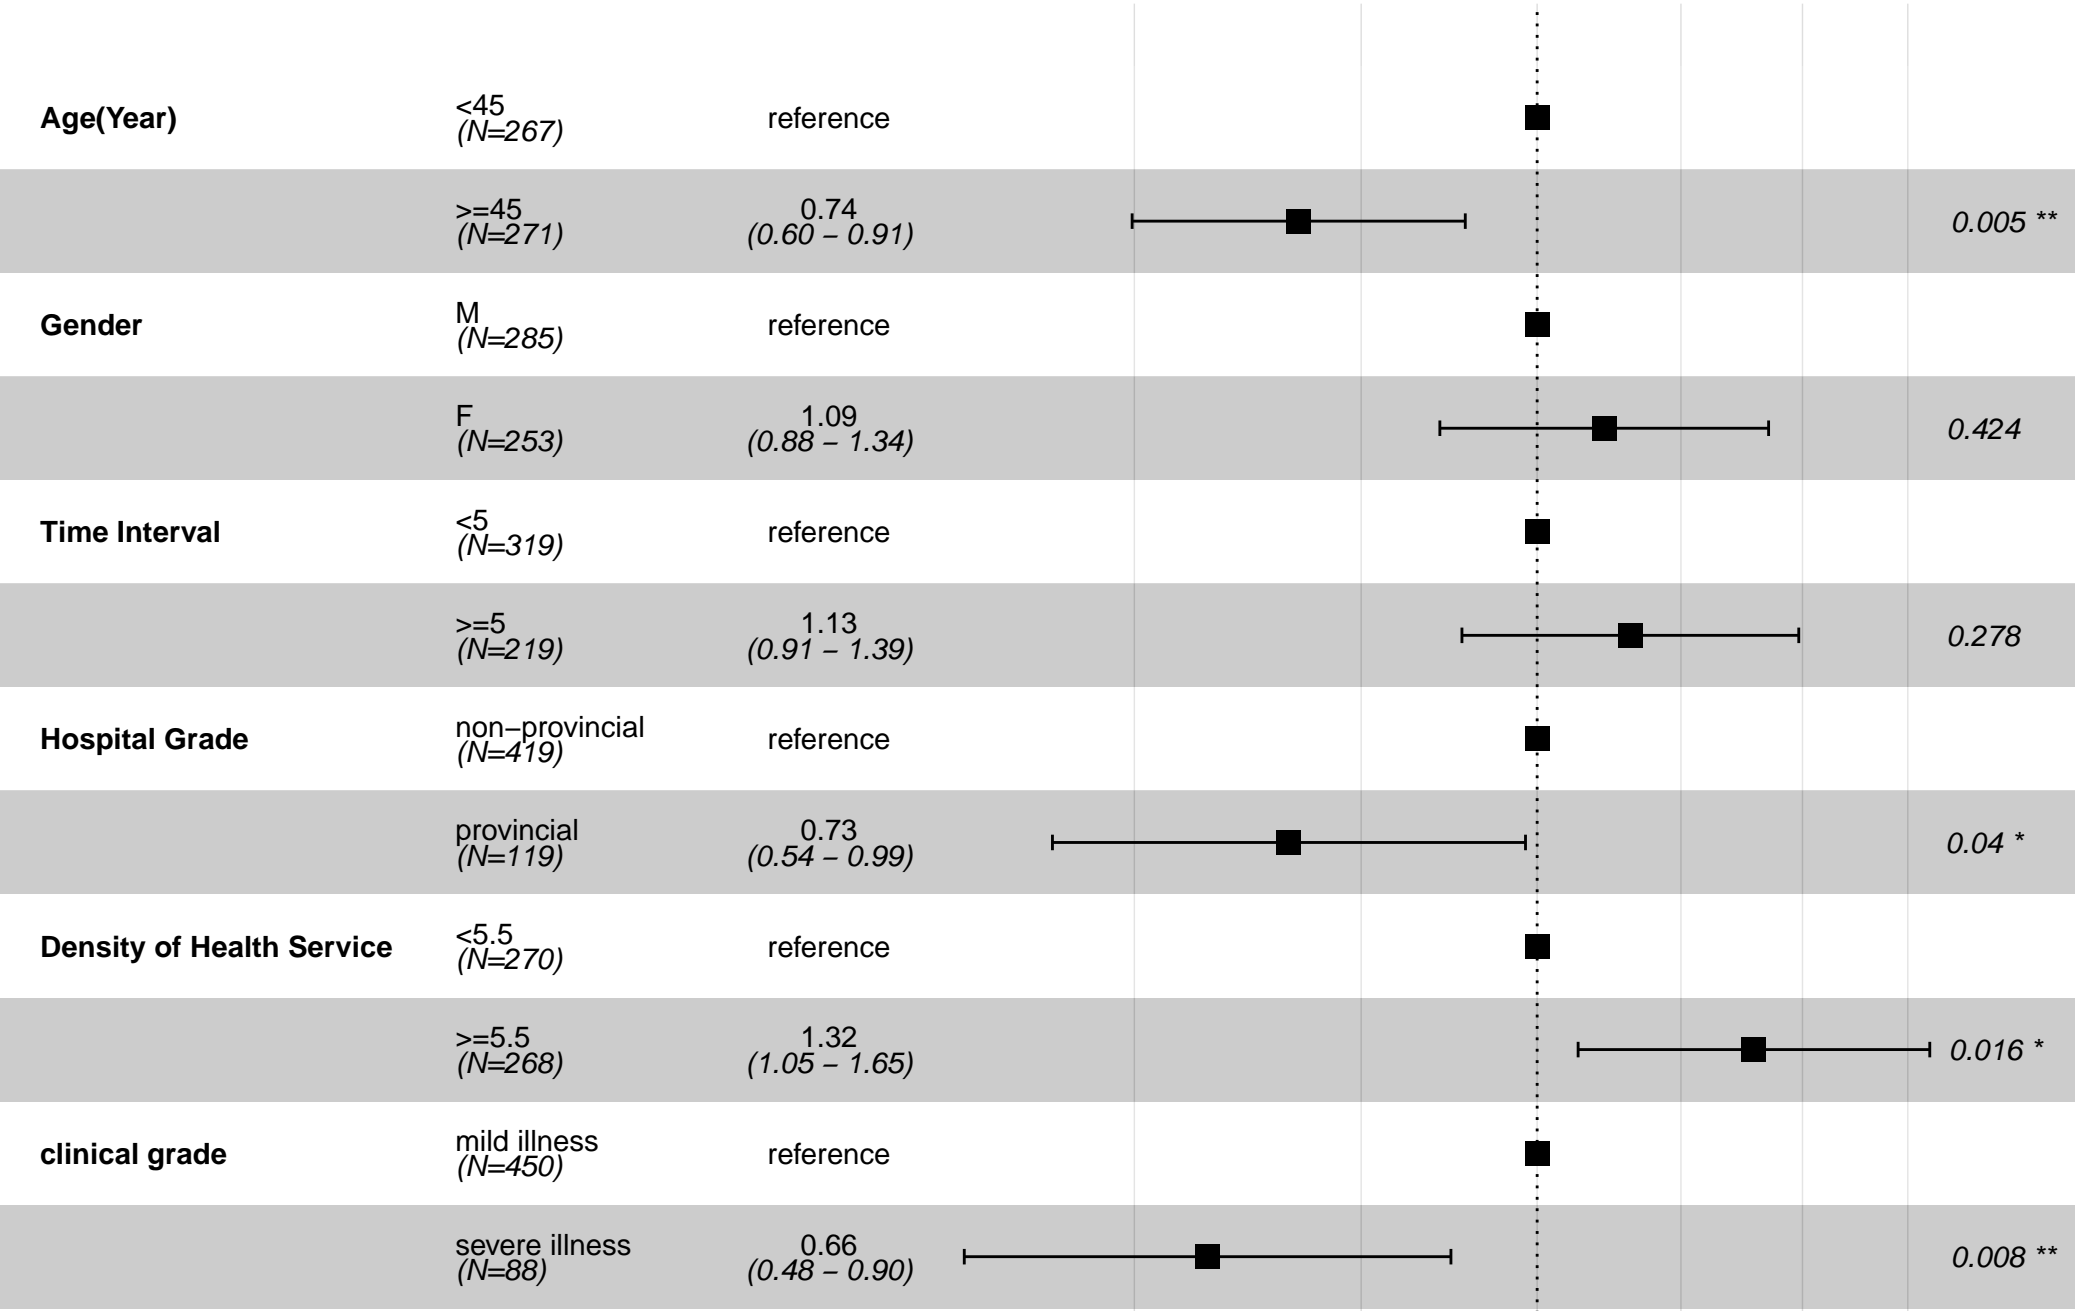 Age(Year)
<45
(N=267)
reference
>=45
(N=271)
0.74
(0.60 – 0.91)
0.005 **
Gender
M
(N=285)
reference
F
(N=253)
1.09
(0.88 – 1.34)
0.424
Time Interval
<5
(N=319)
reference
>=5
(N=219)
1.13
(0.91 – 1.39)
0.278
Hospital Grade
non–provincial
(N=419)
reference
provincial
(N=119)
0.73
(0.54 – 0.99)
0.04 *
Density of Health Service
<5.5
(N=270)
reference
>=5.5
(N=268)
1.32
(1.05 – 1.65)
0.016 *
clinical grade
mild illness
(N=450)
reference
severe illness
(N=88)
0.66
(0.48 – 0.90)
0.008 **